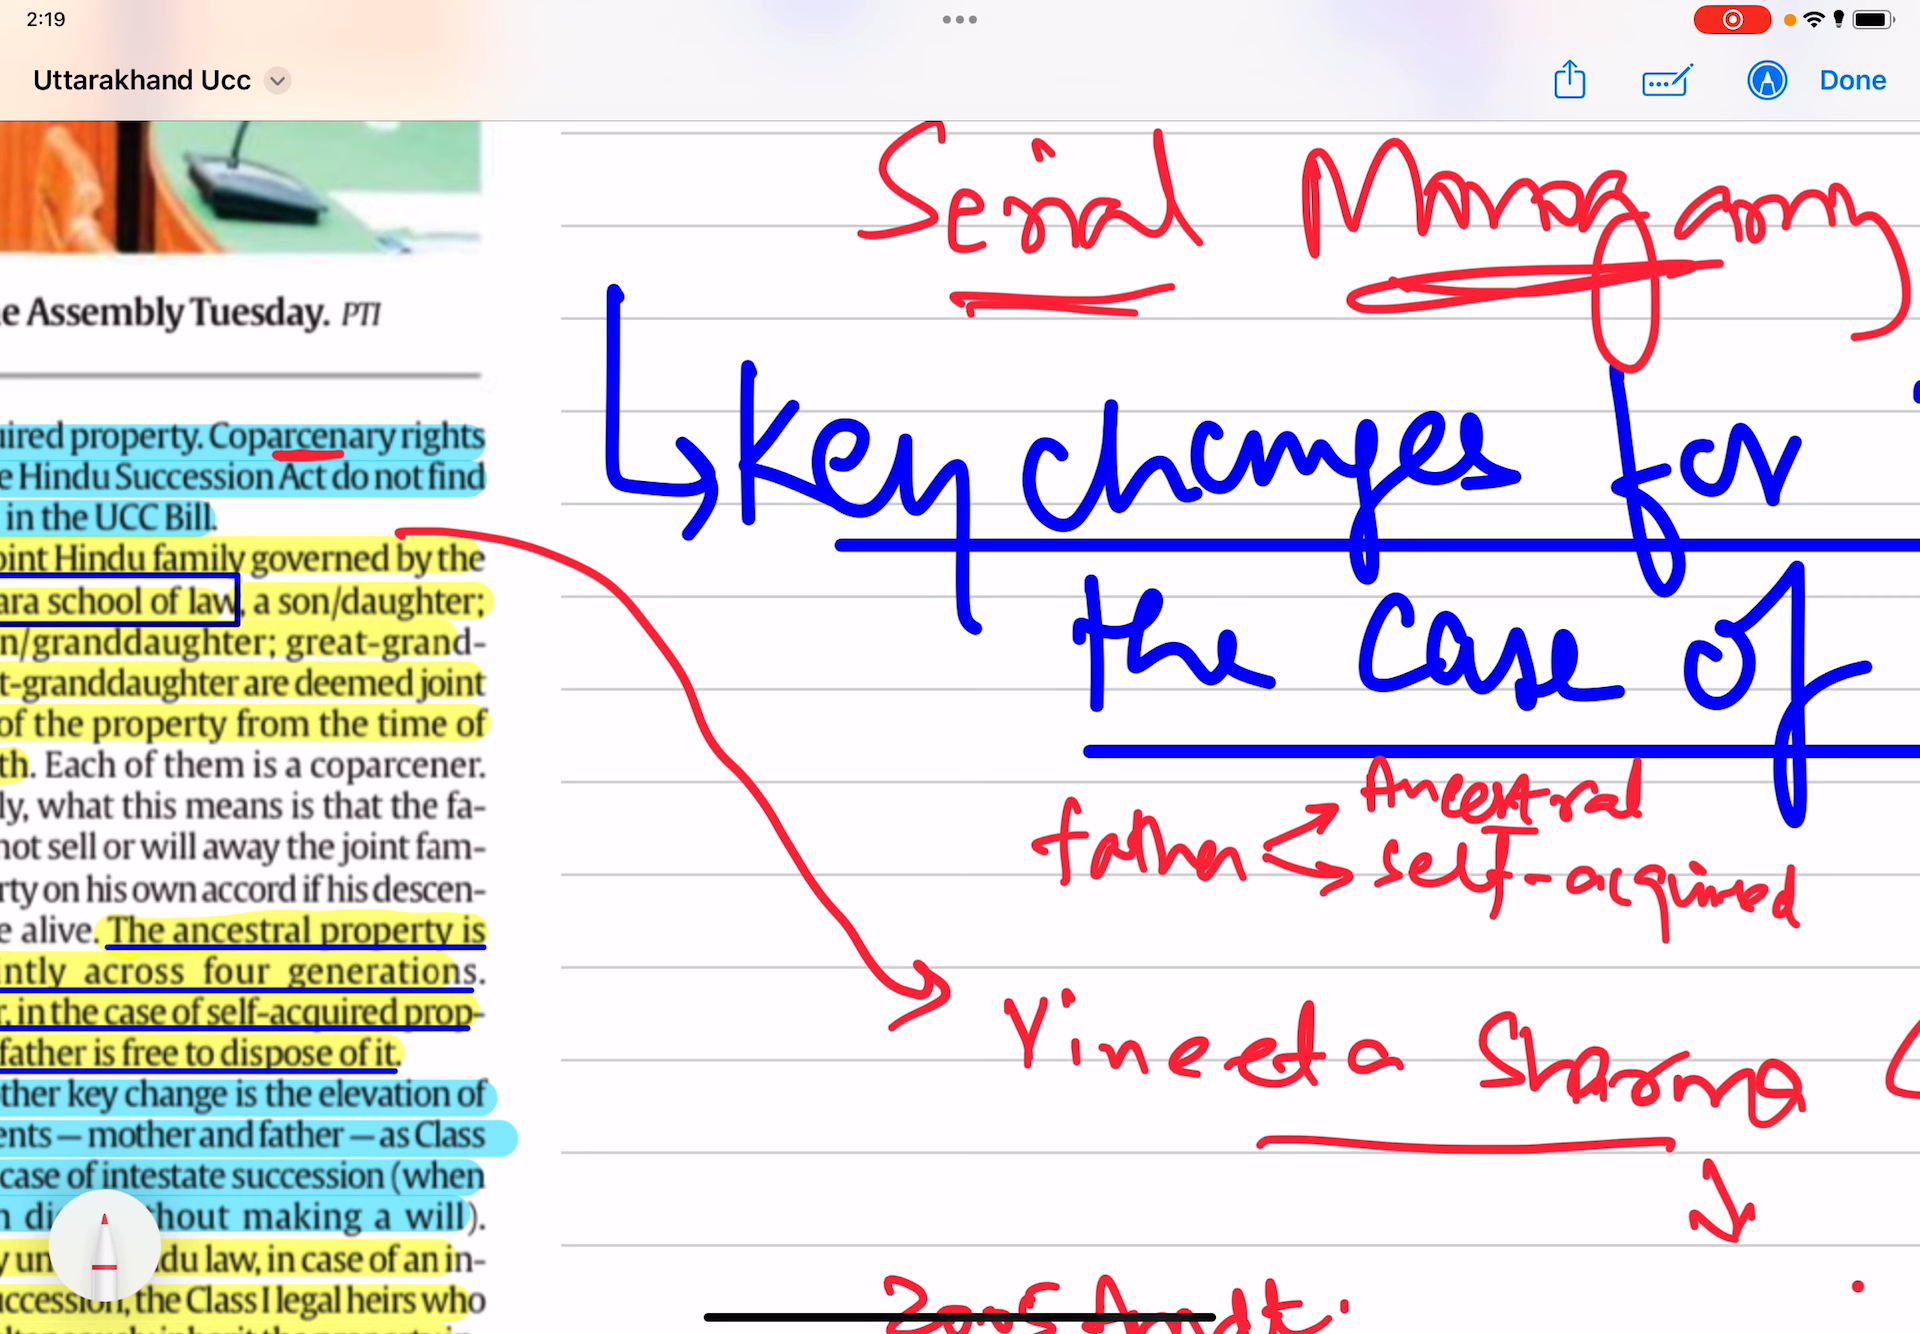 2:19
Uttarakhand Ucc
Done
e Assembly Tuesday. PTI
uired property. Coparcenary rights
e Hindu Succession Act do not find
in the UCC Bill.
oint Hindu family governed by the
ara school of law, a son/daughter;
n/granddaughter; great-grand-
t-granddaughter are deemed joint
of the property from the time of
th. Each of them is a coparcener.
ly, what this means is that the fa-
not sell or will away the joint fam-
rty on his own accord if his descen-
e alive. The ancestral property is
intly across four generations.
r, in the case of self-acquired prop-
father is free to dispose of it.
ther key change is the elevation of
ents – mother and father – as Class
case of intestate succession (when
n di thout making a will).
y un du law, in case of an in-
uccession, the Class I legal heirs who
Serial Monogamy
Key changes for
the case of
father
Ancestral
self-acquired
Vineeta Sharma (
2005 Amdt.